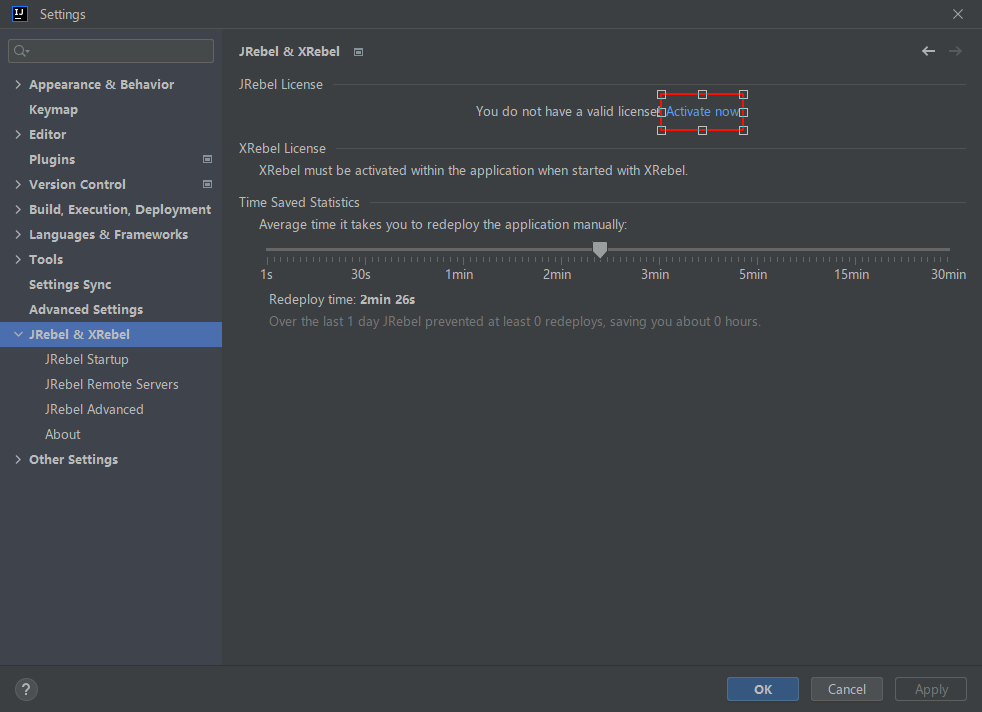 Settings
Appearance & Behavior
Keymap
Editor
Plugins
Version Control
Build, Execution, Deployment
Languages & Frameworks
Tools
Settings Sync
Advanced Settings
JRebel & XRebel
JRebel Startup
JRebel Remote Servers
JRebel Advanced
About
Other Settings
JRebel & XRebel
JRebel License
You do not have a valid license! Activate now
XRebel License
XRebel must be activated within the application when started with XRebel.
Time Saved Statistics
Average time it takes you to redeploy the application manually:
1s 30s 1min 2min 3min 5min 15min 30min
Redeploy time: 2min 26s
Over the last 1 day JRebel prevented at least 0 redeploys, saving you about 0 hours.
? OK Cancel Apply